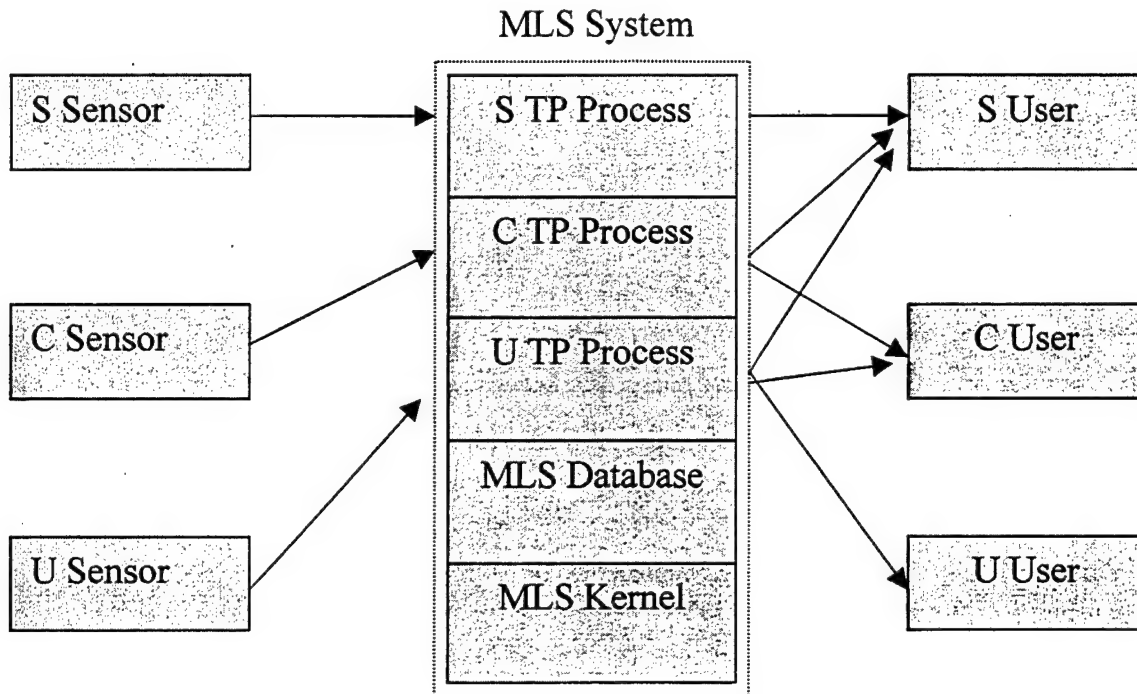 MLS System
S Sensor
S TP Process
S User
C TP Process
C Sensor
U TP Process
C User
MLS Database
U Sensor
U User
MLS Kernel